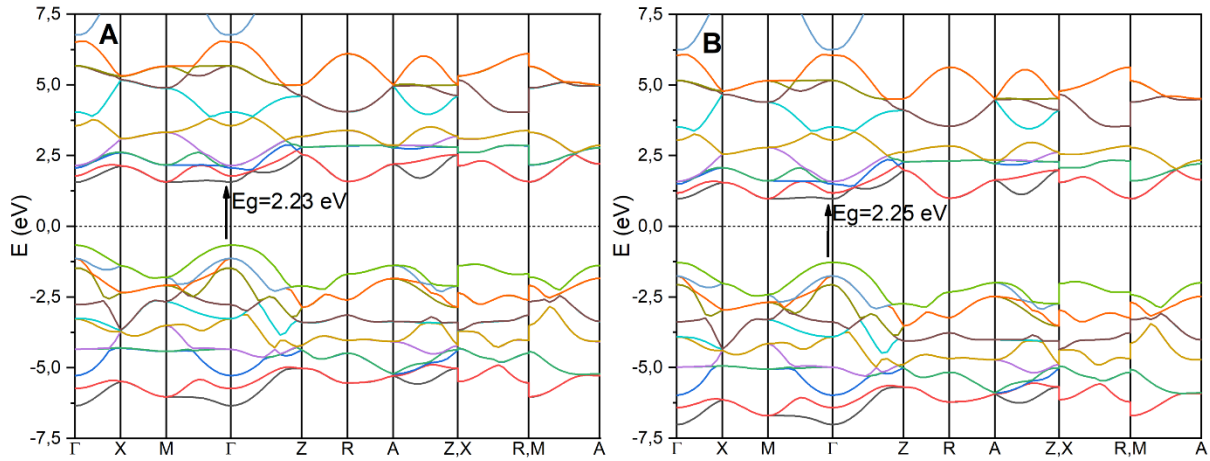 A
B
E (eV)
7,5
5.0
2.5
0.0
-2.5
-5.0
-7,5
Eg=2.23 eV
Γ X M Γ Z R A Z,X R,M A
E (eV)
7,5
5.0
2.5
0.0
-2.5
-5.0
-7,5
Eg=2.25 eV
Γ X M Γ Z R A Z,X R,M A